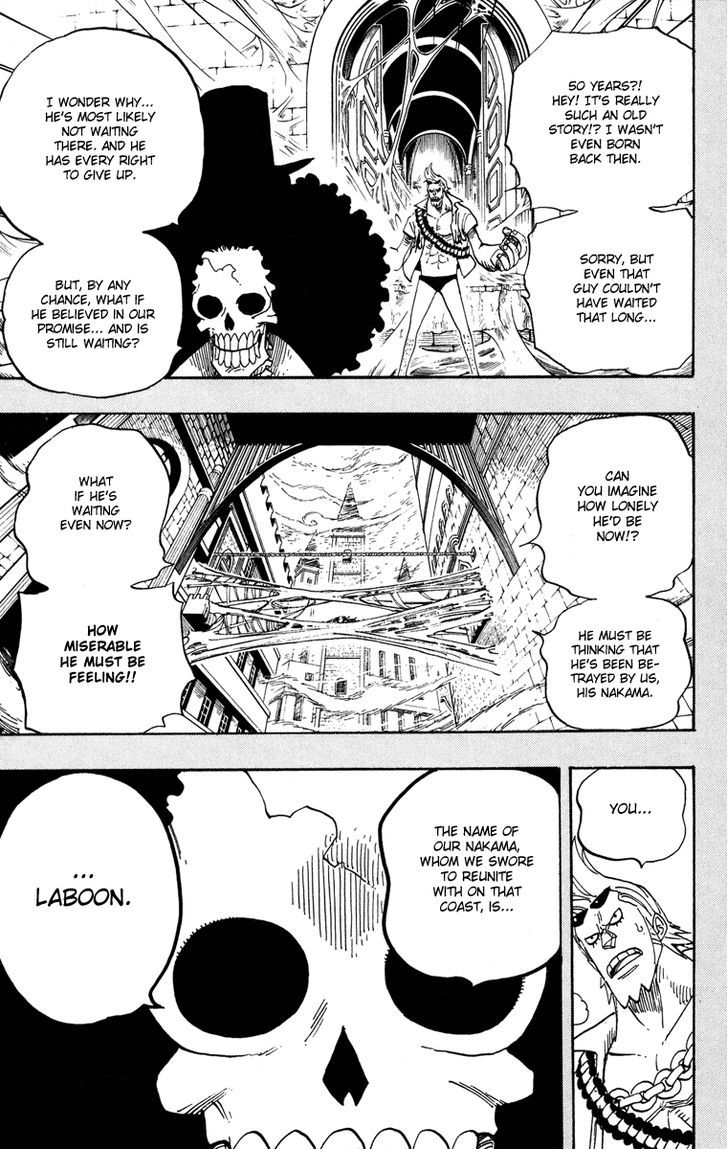 50 YEARS?!
HEY! IT'S REALLY
SUCH AN OLD
STORY!? I WASN'T
EVEN BORN
BACK THEN.
SORRY, BUT
EVEN THAT
GUY COULDN'T
HAVE WAITED
THAT LONG...
I WONDER WHY...
HE'S MOST LIKELY
NOT WAITING
THERE. AND HE
HAS EVERY RIGHT
TO GIVE UP.
BUT, BY ANY
CHANCE, WHAT IF
HE BELIEVED IN OUR
PROMISE... AND IS
STILL WAITING?
CAN
YOU IMAGINE
HOW LONELY
HE'D BE
NOW!?
HE MUST BE
THINKING THAT
HE'S BEEN BE-
TRAYED BY US,
HIS NAKAMA.
WHAT
IF HE'S
WAITING
EVEN NOW?
HOW
MISERABLE
HE MUST BE
FEELING!!
YOU...
THE NAME OF
OUR NAKAMA,
WHOM WE SWORE
TO REUNITE
WITH ON THAT
COAST, IS...
...
LABOON.